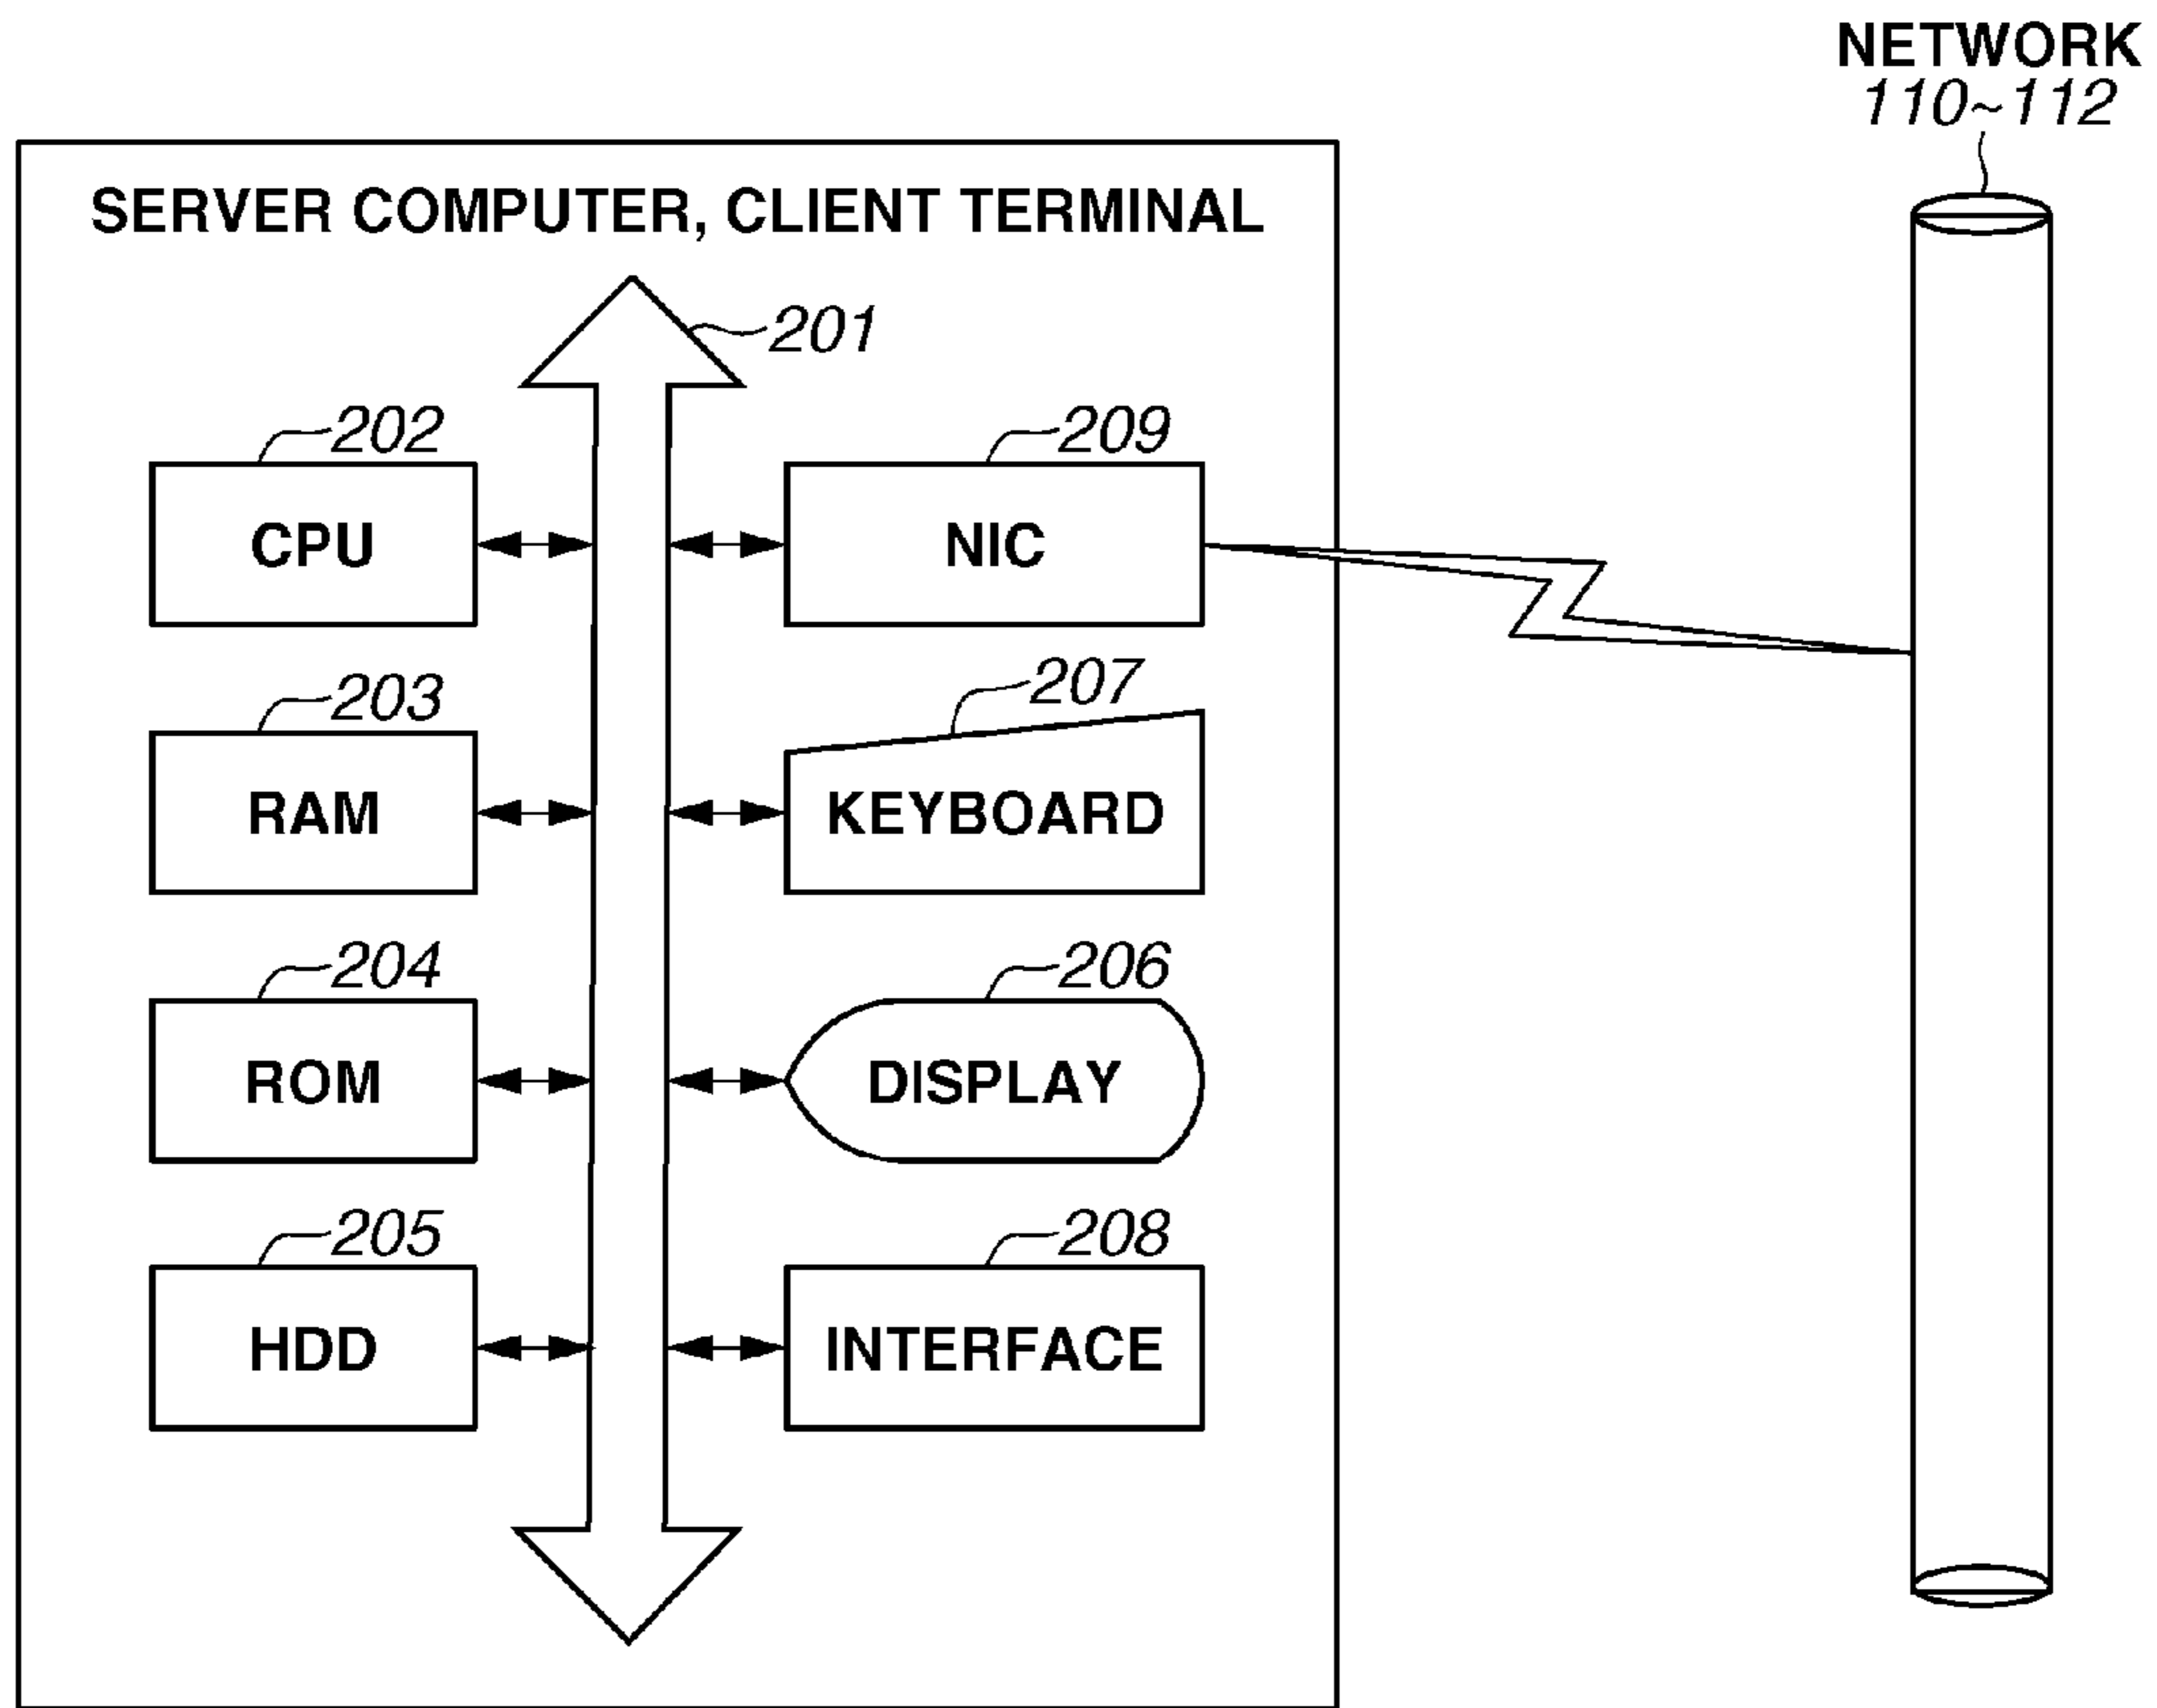 NETWORK
110~112
SERVER COMPUTER, CLIENT TERMINAL
201
202
CPU
209
NIC
203
RAM
207
KEYBOARD
204
ROM
206
DISPLAY
205
HDD
208
INTERFACE